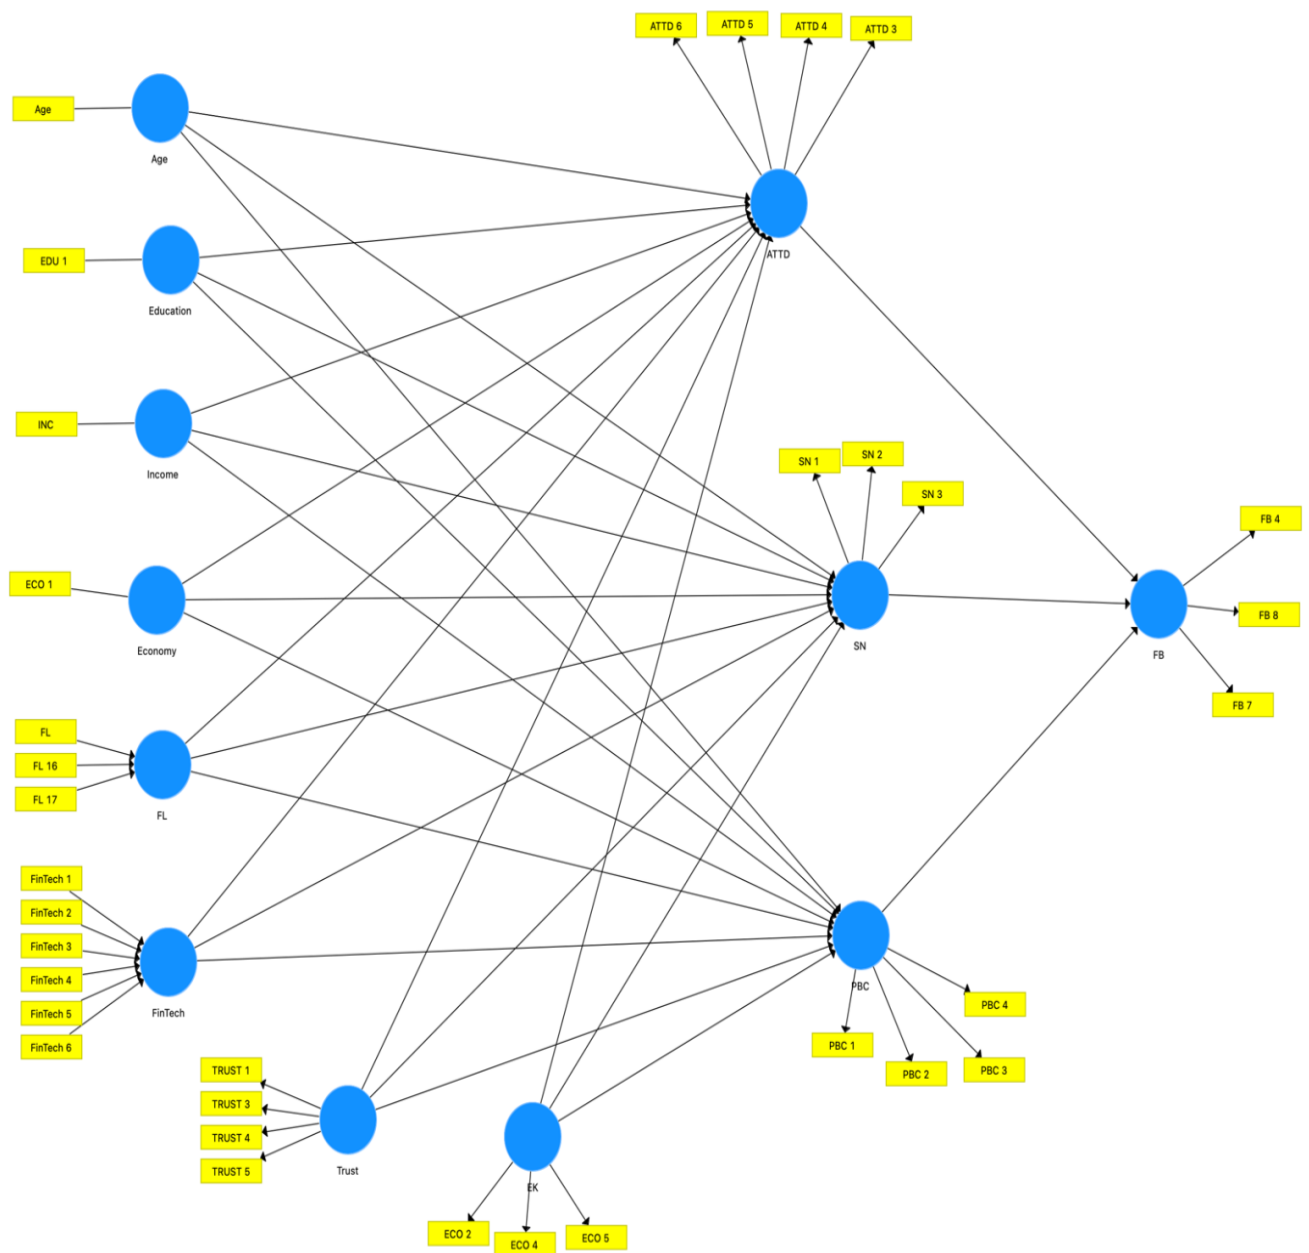 ATTD 6
ATTD 5
ATTD 4
ATTD 3
Age
Age
EDU 1
Education
ATTD
INC
Income
SN 1
SN 2
SN 3
ECO 1
Economy
SN
FB 4
FB 8
FB 7
FB
FL
FL 16
FL 17
FL
FinTech 1
FinTech 2
FinTech 3
FinTech 4
FinTech 5
FinTech 6
FinTech
PBC
PBC 4
PBC 1
PBC 2
PBC 3
TRUST 1
TRUST 3
TRUST 4
TRUST 5
Trust
EK
ECO 2
ECO 4
ECO 5